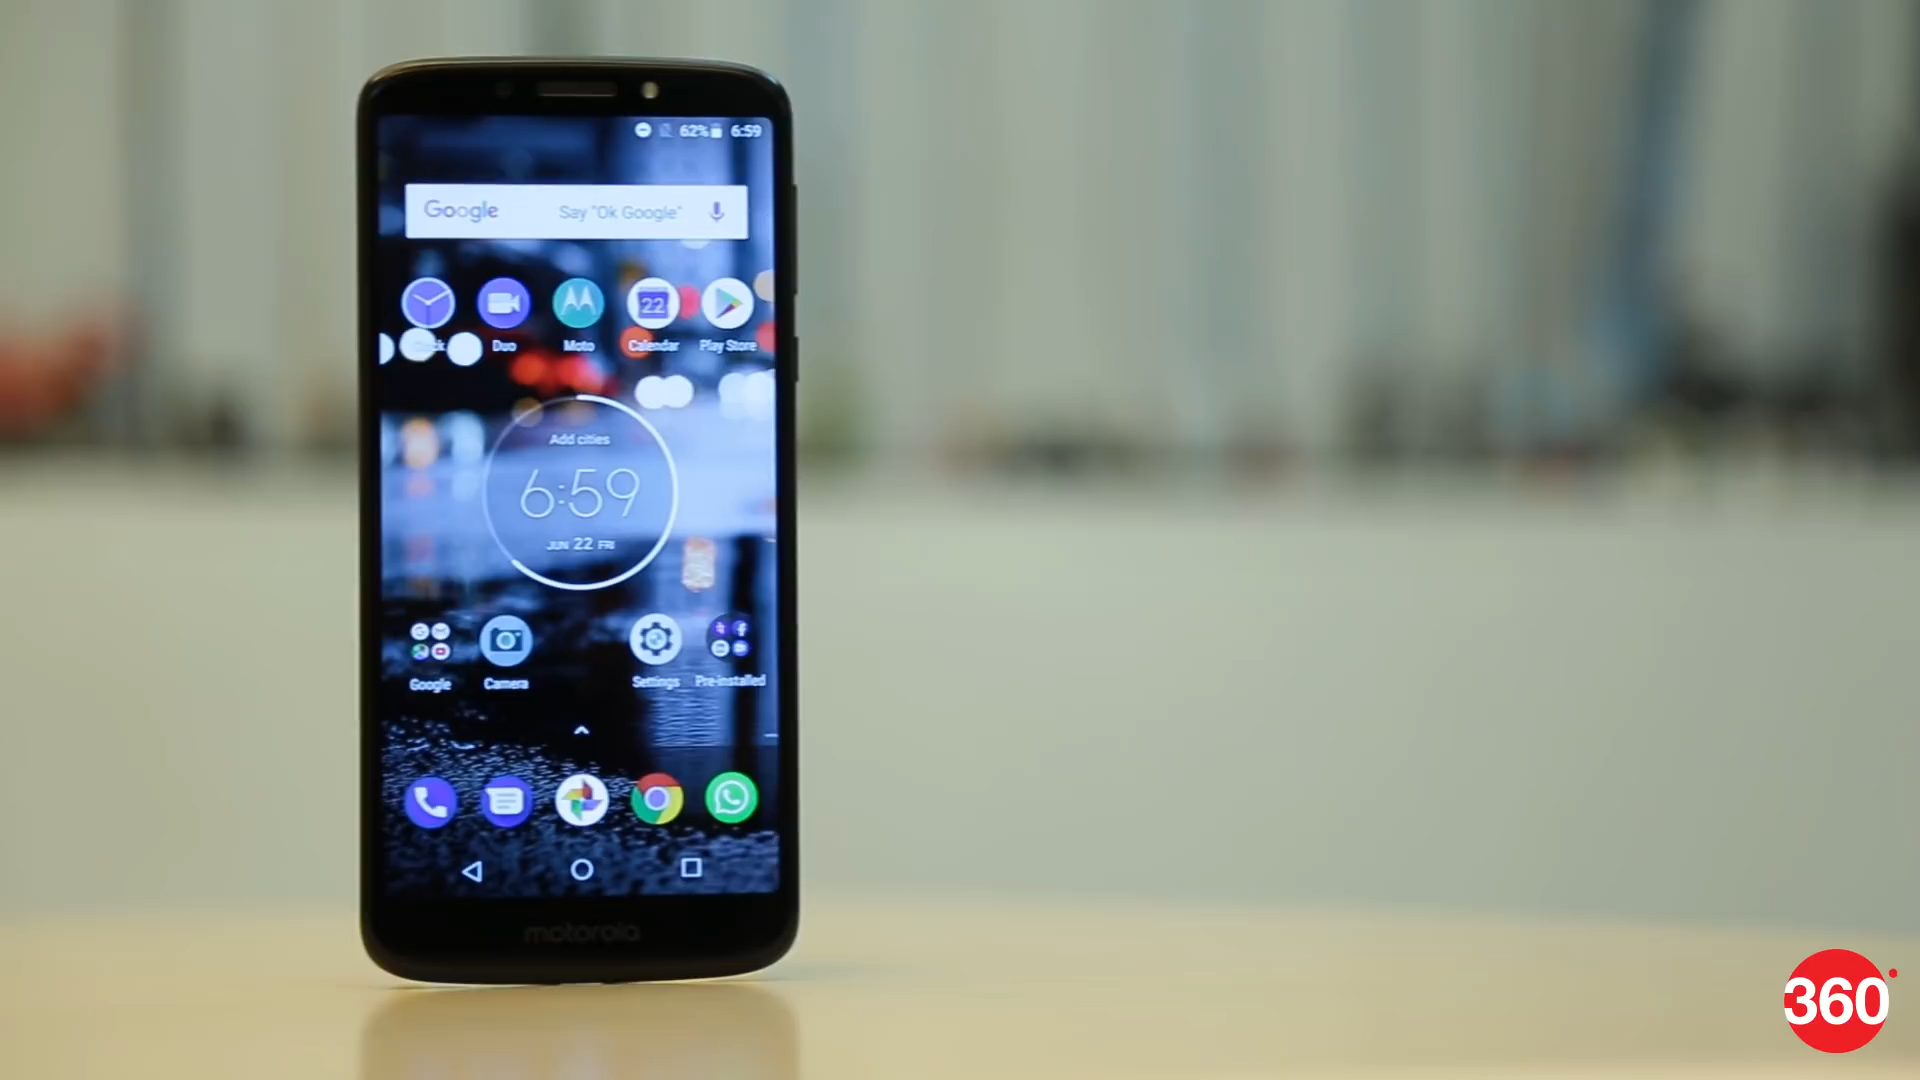 62% 6:59
Google Say "Ok Google"
22
Clock Duo Moto Calendar Play Store
Add cities
6:59
JUN 22 FRI
Google Camera Settings Pre-installed
motorola
360